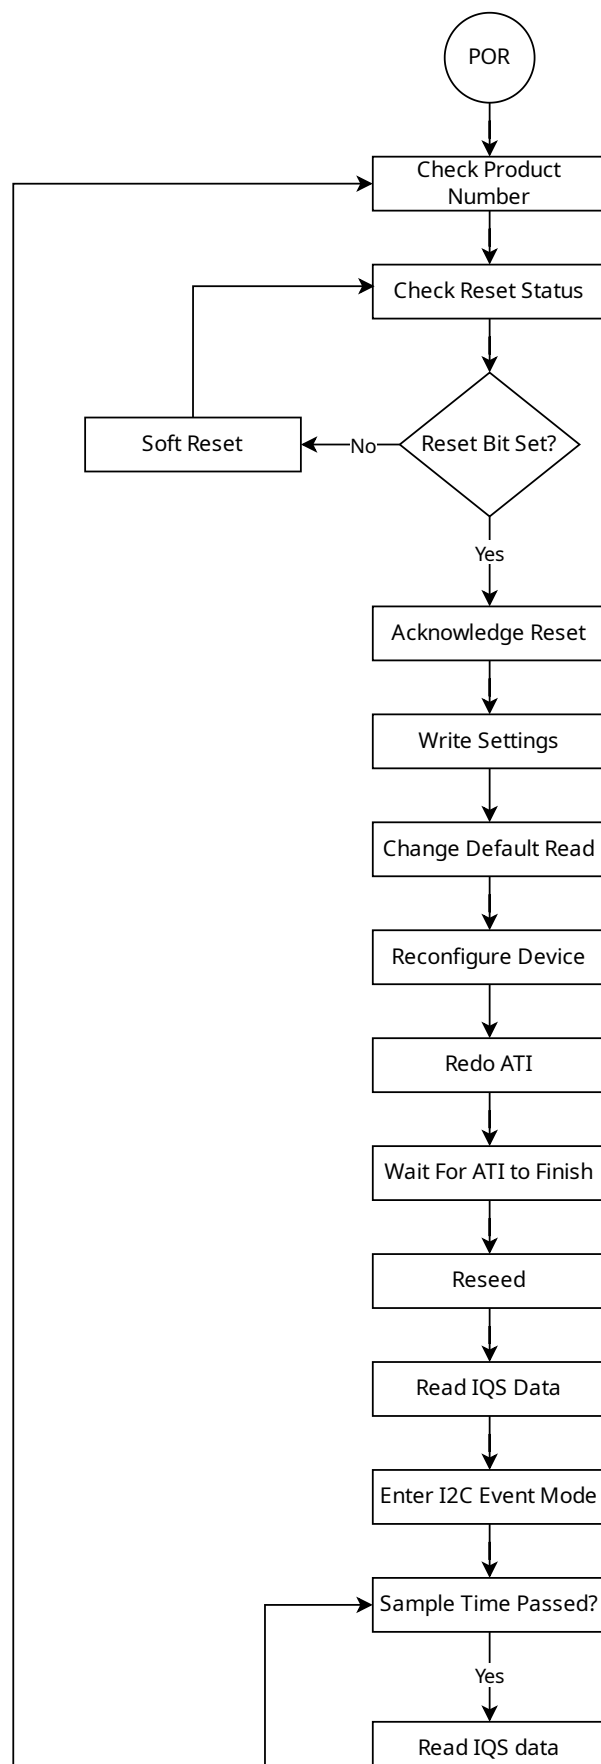 POR
Check Product
Number
Check Reset Status
Reset Bit Set?
No
Soft Reset
Yes
Acknowledge Reset
Write Settings
Change Default Read
Reconfigure Device
Redo ATI
Wait For ATI to Finish
Reseed
Read IQS Data
Enter I2C Event Mode
Sample Time Passed?
Yes
Read IQS data